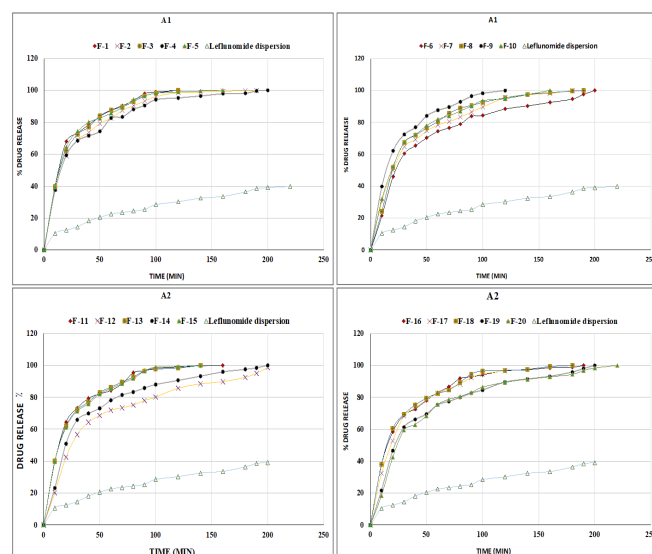 A1
F-1 F-2 F-3 F-4 F-5 Leflunomide dispersion
% DRUG RELEASE
120
100
80
60
40
20
0
0 50 100 150 200 250
TIME (MIN)
A1
F-6 F-7 F-8 F-9 F-10 Leflunomide dispersion
% DRUG RELEASE
120
100
80
60
40
20
0
0 50 100 150 200 250
TIME (MIN)
A2
F-11 F-12 F-13 F-14 F-15 Leflunomide dispersion
DRUG RELEASE %
120
100
80
60
40
20
0
0 50 100 150 200 250
TIME (MIN)
A2
F-16 F-17 F-18 F-19 F-20 Leflunomide dispersion
% DRUG RELEASE
120
100
80
60
40
20
0
0 50 100 150 200 250
TIME (MIN)